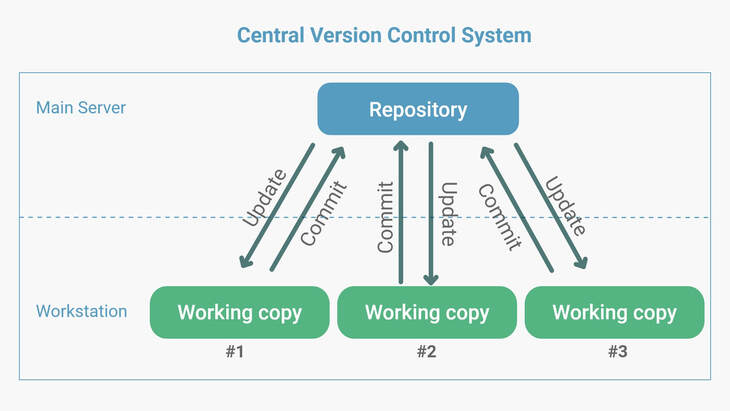 Central Version Control System
Main Server
Repository
Update
Commit
Commit
Update
Commit
Update
Workstation
Working copy
Working copy
Working copy
#1
#2
#3